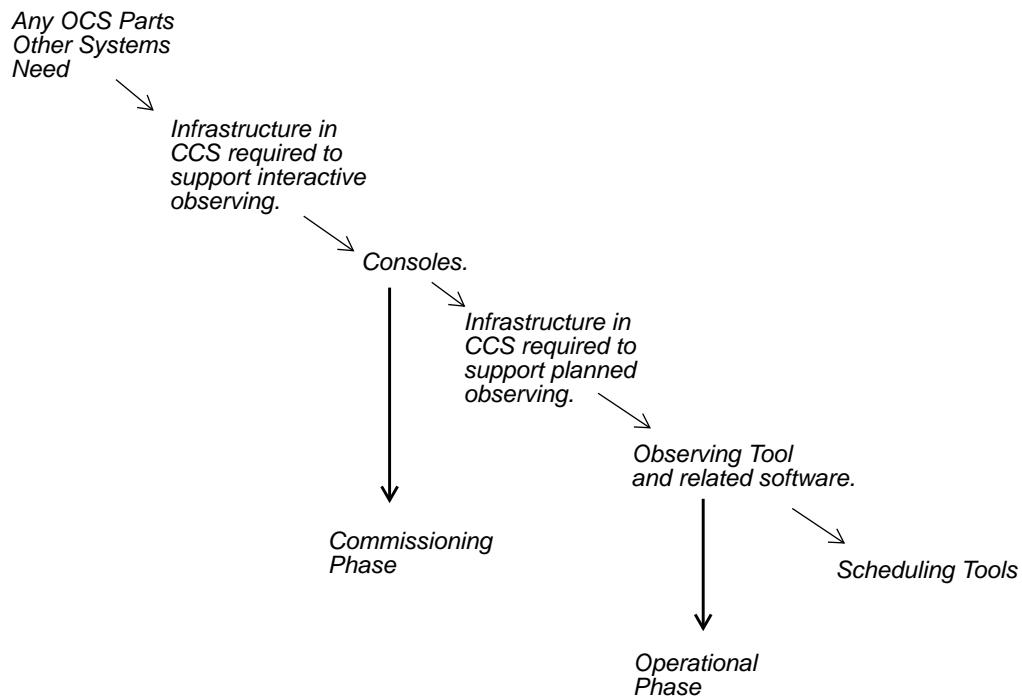 Any OCS Parts
Other Systems
Need
Infrastructure in
CCS required to
support interactive
observing.
Consoles.
Infrastructure in
CCS required to
support planned
observing.
Observing Tool
and related software.
Commissioning
Phase
Scheduling Tools
Operational
Phase